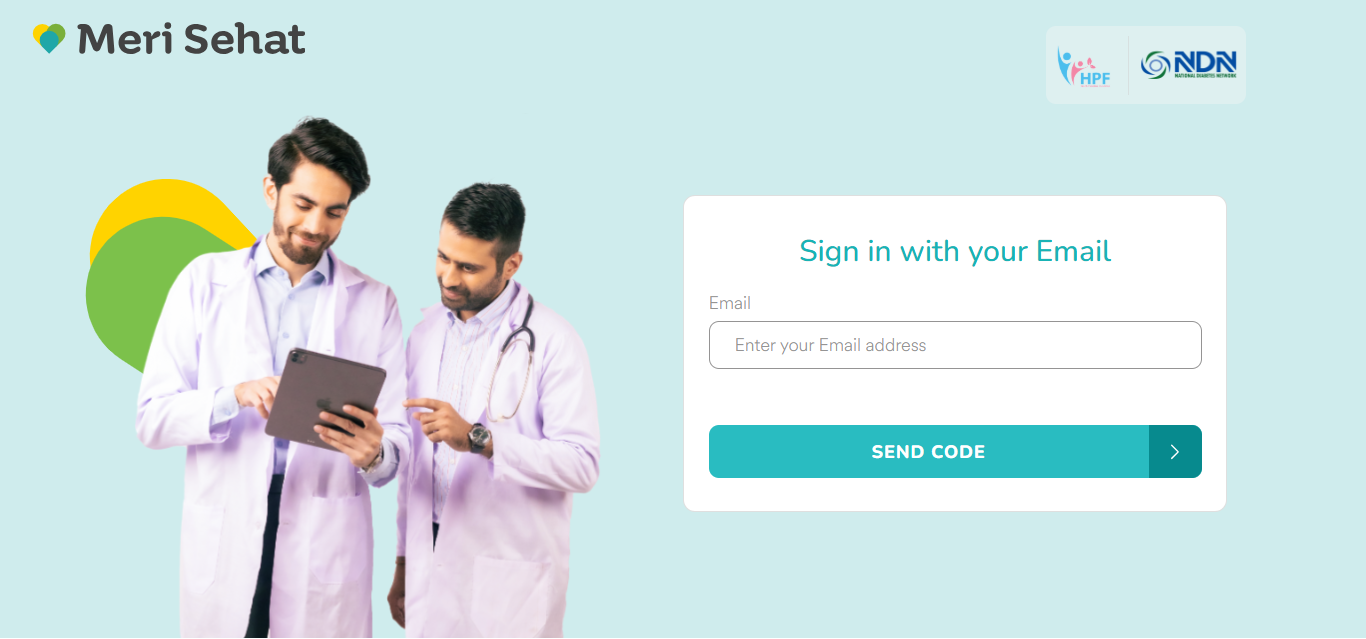 Meri Sehat
HPF
NDN
NATIONAL DIABETES NETWORK
Sign in with your Email
Email
Enter your Email address
SEND CODE